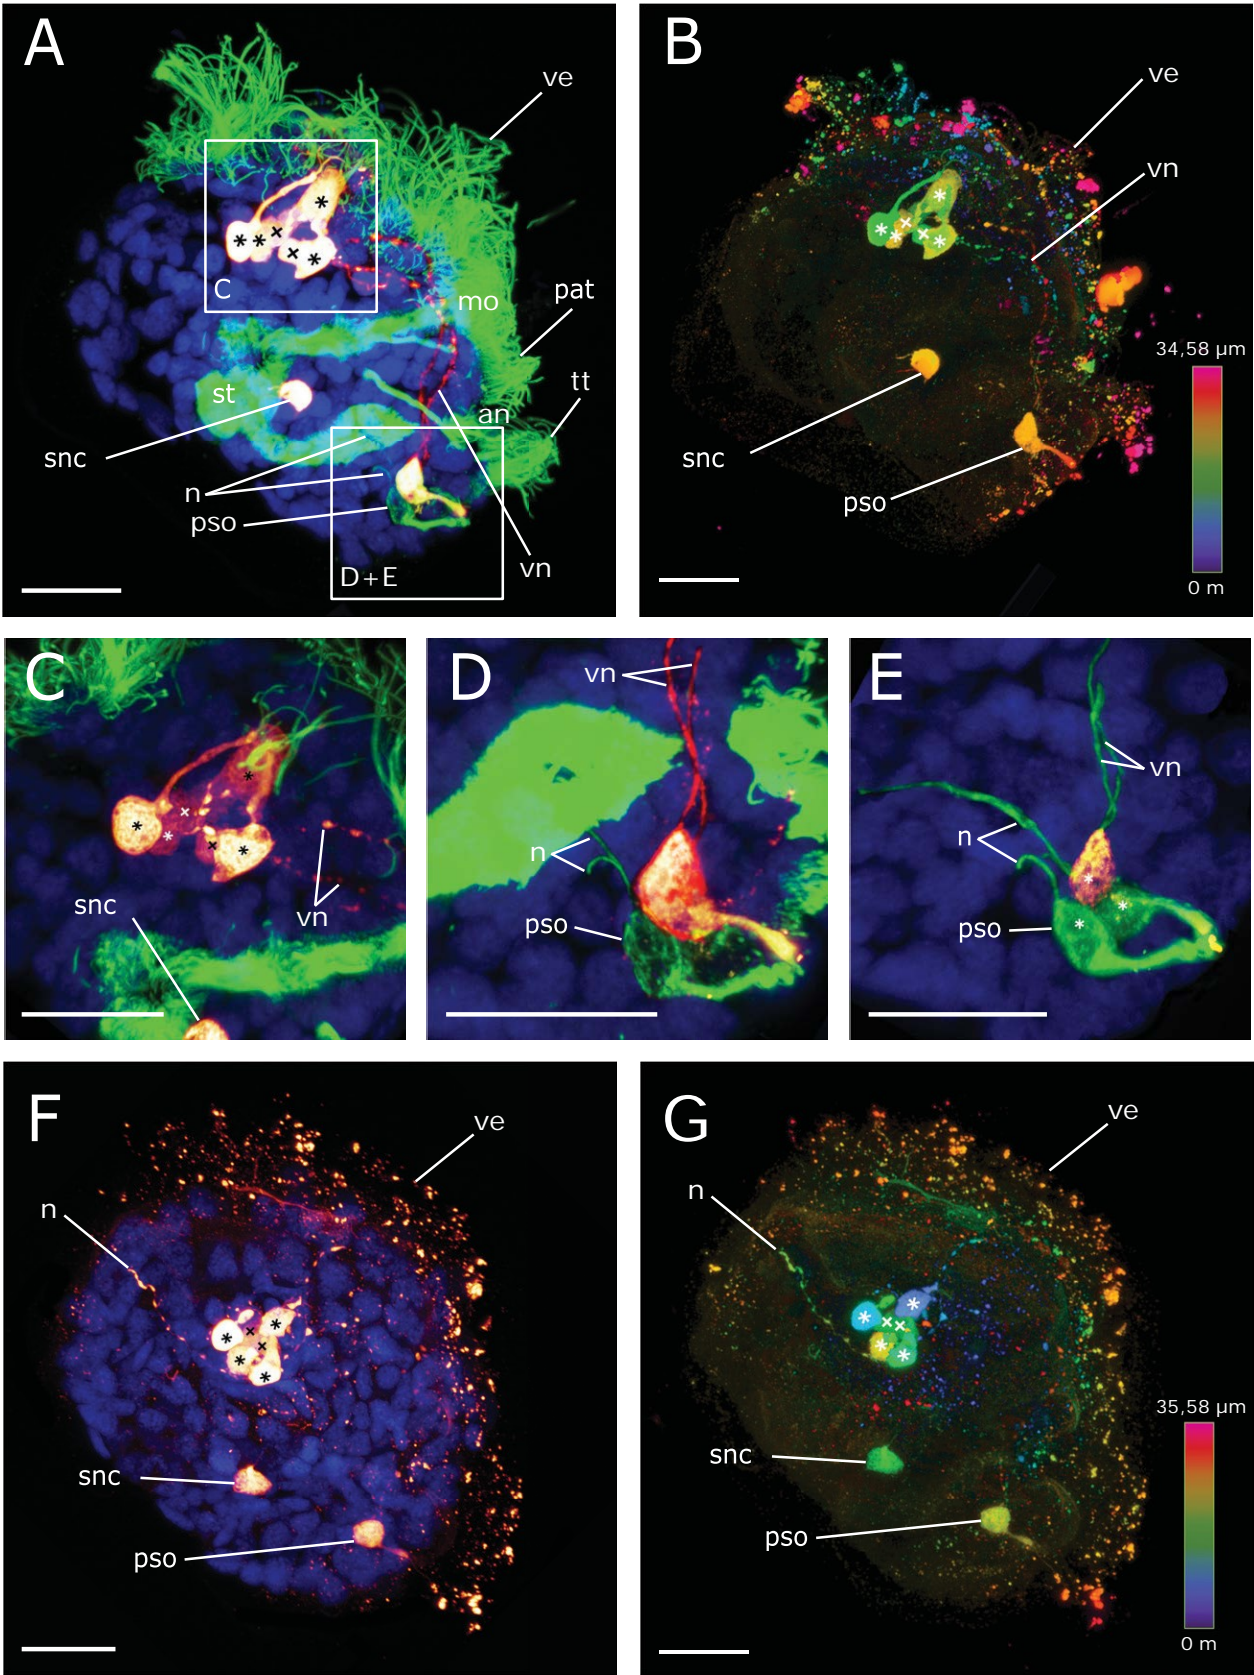 A
ve
* * × × * *
C
mo
pat
st
tt
an
snc
n
pso
vn
D+E
B
ve
vn
* * × × * *
snc
pso
34,58 µm
0 m
C
* * × × * *
snc
vn
D
vn
n
pso
E
vn
n
pso
* * *
F
ve
n
* * × × * *
snc
pso
G
ve
n
* * × × * *
snc
pso
35,58 µm
0 m